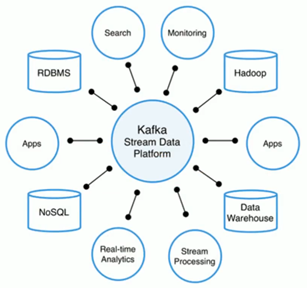 Search
Monitoring
RDBMS
Hadoop
Kafka
Stream Data
Platform
Apps
Apps
NoSQL
Data
Warehouse
Real-time
Analytics
Stream
Processing